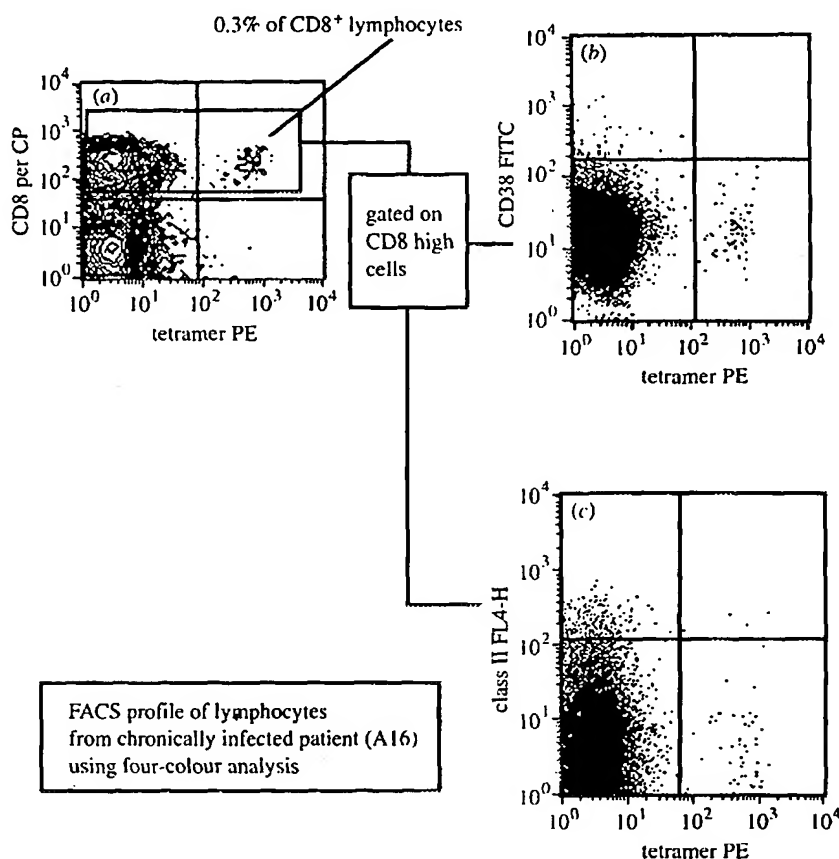 0.3% of CD8+ lymphocytes
(a)
CD8 per CP
10^4
10^3
10^2
10^1
10^0
10^0 10^1 10^2 10^3 10^4
tetramer PE
gated on
CD8 high
cells
(b)
CD38 FITC
10^4
10^3
10^2
10^1
10^0
10^0 10^1 10^2 10^3 10^4
tetramer PE
(c)
class II FL4-H
10^4
10^3
10^2
10^1
10^0
10^0 10^1 10^2 10^3 10^4
tetramer PE
FACS profile of lymphocytes
from chronically infected patient (A16)
using four-colour analysis